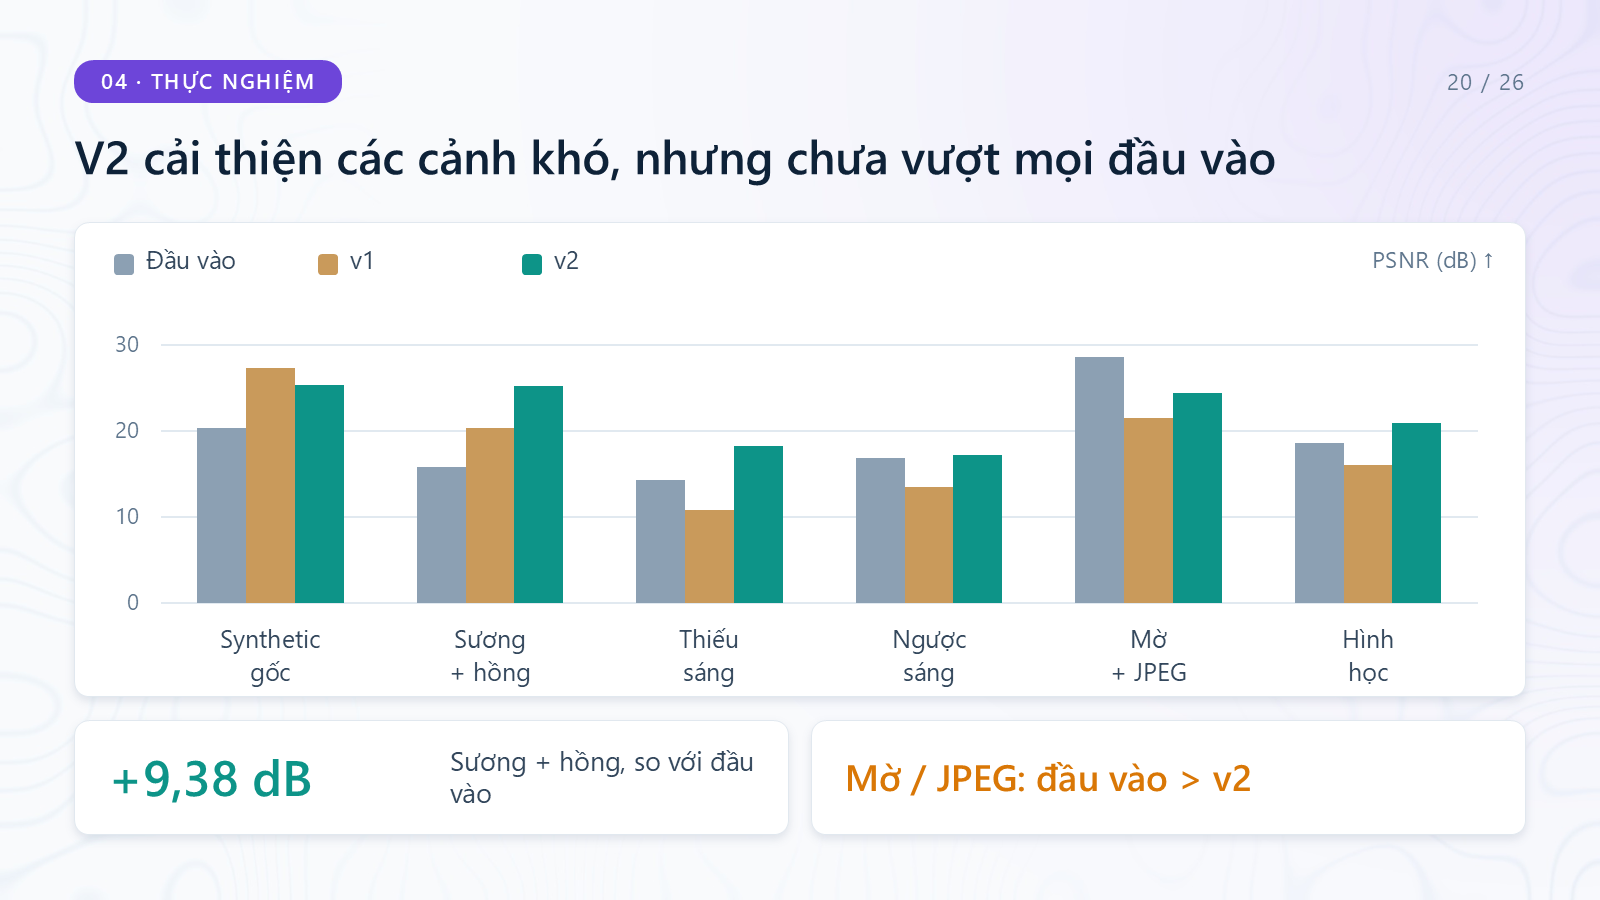 04 · THỰC NGHIỆM
20 / 26
V2 cải thiện các cảnh khó, nhưng chưa vượt mọi đầu vào
Đầu vào
v1
v2
PSNR (dB) ↑
30
20
10
0
Synthetic
gốc
Sương
+ hồng
Thiếu
sáng
Ngược
sáng
Mờ
+ JPEG
Hình
học
+9,38 dB
Sương + hồng, so với đầu
vào
Mờ / JPEG: đầu vào > v2